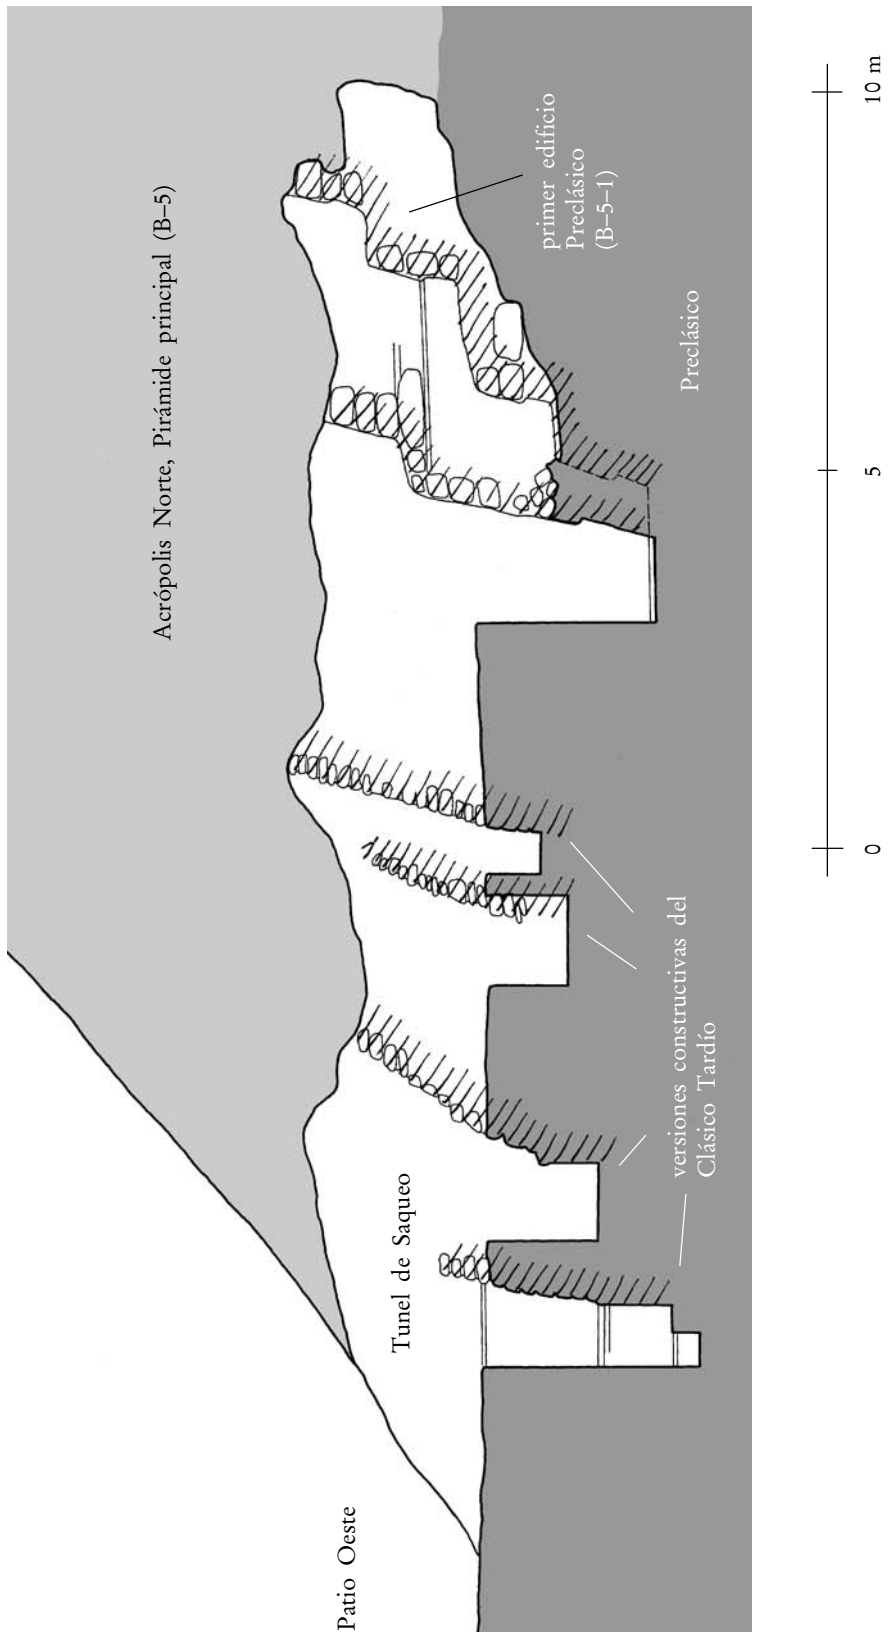 Patio Oeste
Acrópolis Norte, Pirámide principal (B–5)
Tunel de Saqueo
primer edificio
Preclásico
(B–5–1)
Preclásico
versiones constructivas del
Clásico Tardío
0
5
10 m